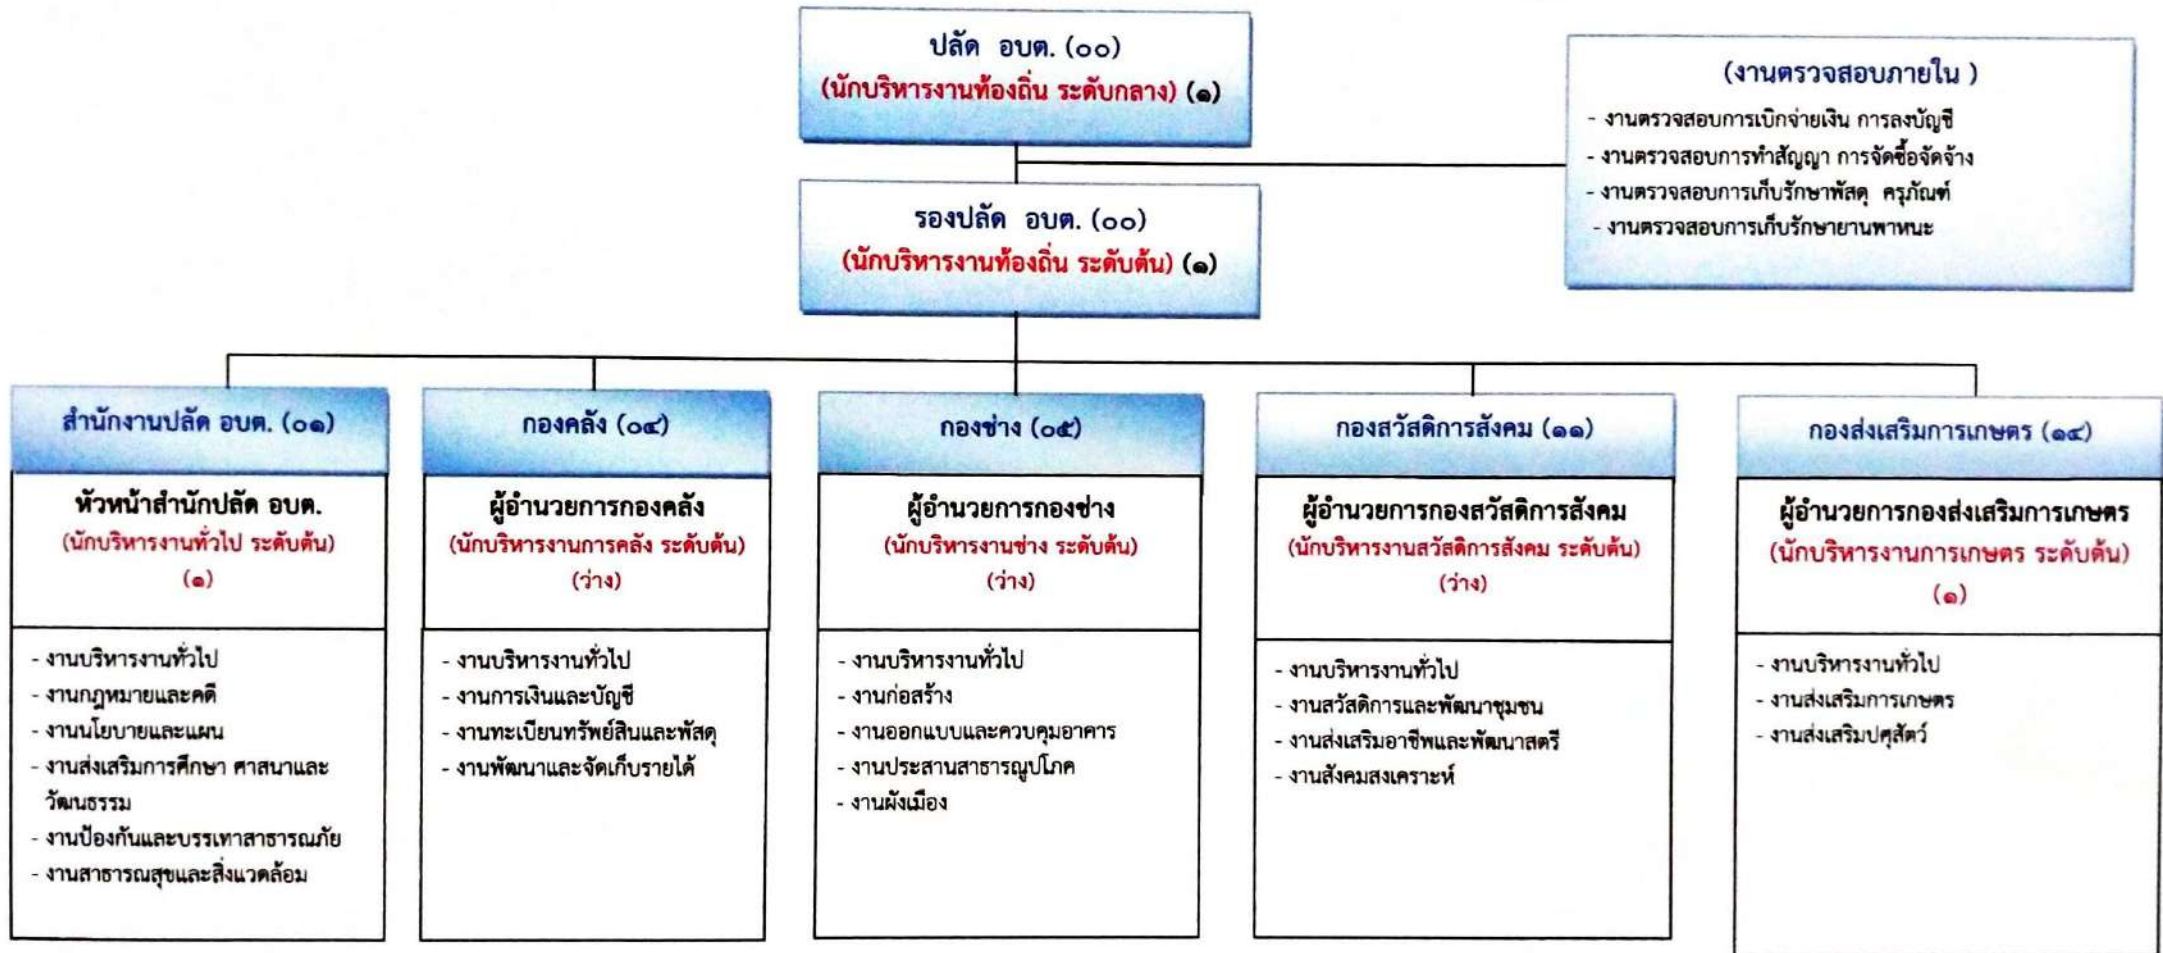 ปลัด อบต. (๐๐)
(นักบริหารงานท้องถิ่น ระดับกลาง) (๑)
(งานตรวจสอบภายใน )
- งานตรวจสอบการเบิกจ่ายเงิน การลงบัญชี
- งานตรวจสอบการทำสัญญา การจัดซื้อจัดจ้าง
- งานตรวจสอบการเก็บรักษาพัสดุ ครุภัณฑ์
- งานตรวจสอบการเก็บรักษายานพาหนะ
รองปลัด อบต. (๐๐)
(นักบริหารงานท้องถิ่น ระดับต้น) (๑)
สำนักงานปลัด อบต. (๐๑)
หัวหน้าสำนักปลัด อบต.
(นักบริหารงานทั่วไป ระดับต้น)
(๑)
- งานบริหารงานทั่วไป
- งานกฎหมายและคดี
- งานนโยบายและแผน
- งานส่งเสริมการศึกษา ศาสนาและ
วัฒนธรรม
- งานป้องกันและบรรเทาสาธารณภัย
- งานสาธารณสุขและสิ่งแวดล้อม
กองคลัง (๐๔)
ผู้อำนวยการกองคลัง
(นักบริหารงานการคลัง ระดับต้น)
(ว่าง)
- งานบริหารงานทั่วไป
- งานการเงินและบัญชี
- งานทะเบียนทรัพย์สินและพัสดุ
- งานพัฒนาและจัดเก็บรายได้
กองช่าง (๐๕)
ผู้อำนวยการกองช่าง
(นักบริหารงานช่าง ระดับต้น)
(ว่าง)
- งานบริหารงานทั่วไป
- งานก่อสร้าง
- งานออกแบบและควบคุมอาคาร
- งานประสานสาธารณูปโภค
- งานผังเมือง
กองสวัสดิการสังคม (๑๑)
ผู้อำนวยการกองสวัสดิการสังคม
(นักบริหารงานสวัสดิการสังคม ระดับต้น)
(ว่าง)
- งานบริหารงานทั่วไป
- งานสวัสดิการและพัฒนาชุมชน
- งานส่งเสริมอาชีพและพัฒนาสตรี
- งานสังคมสงเคราะห์
กองส่งเสริมการเกษตร (๑๔)
ผู้อำนวยการกองส่งเสริมการเกษตร
(นักบริหารงานการเกษตร ระดับต้น)
(๑)
- งานบริหารงานทั่วไป
- งานส่งเสริมการเกษตร
- งานส่งเสริมปศุสัตว์